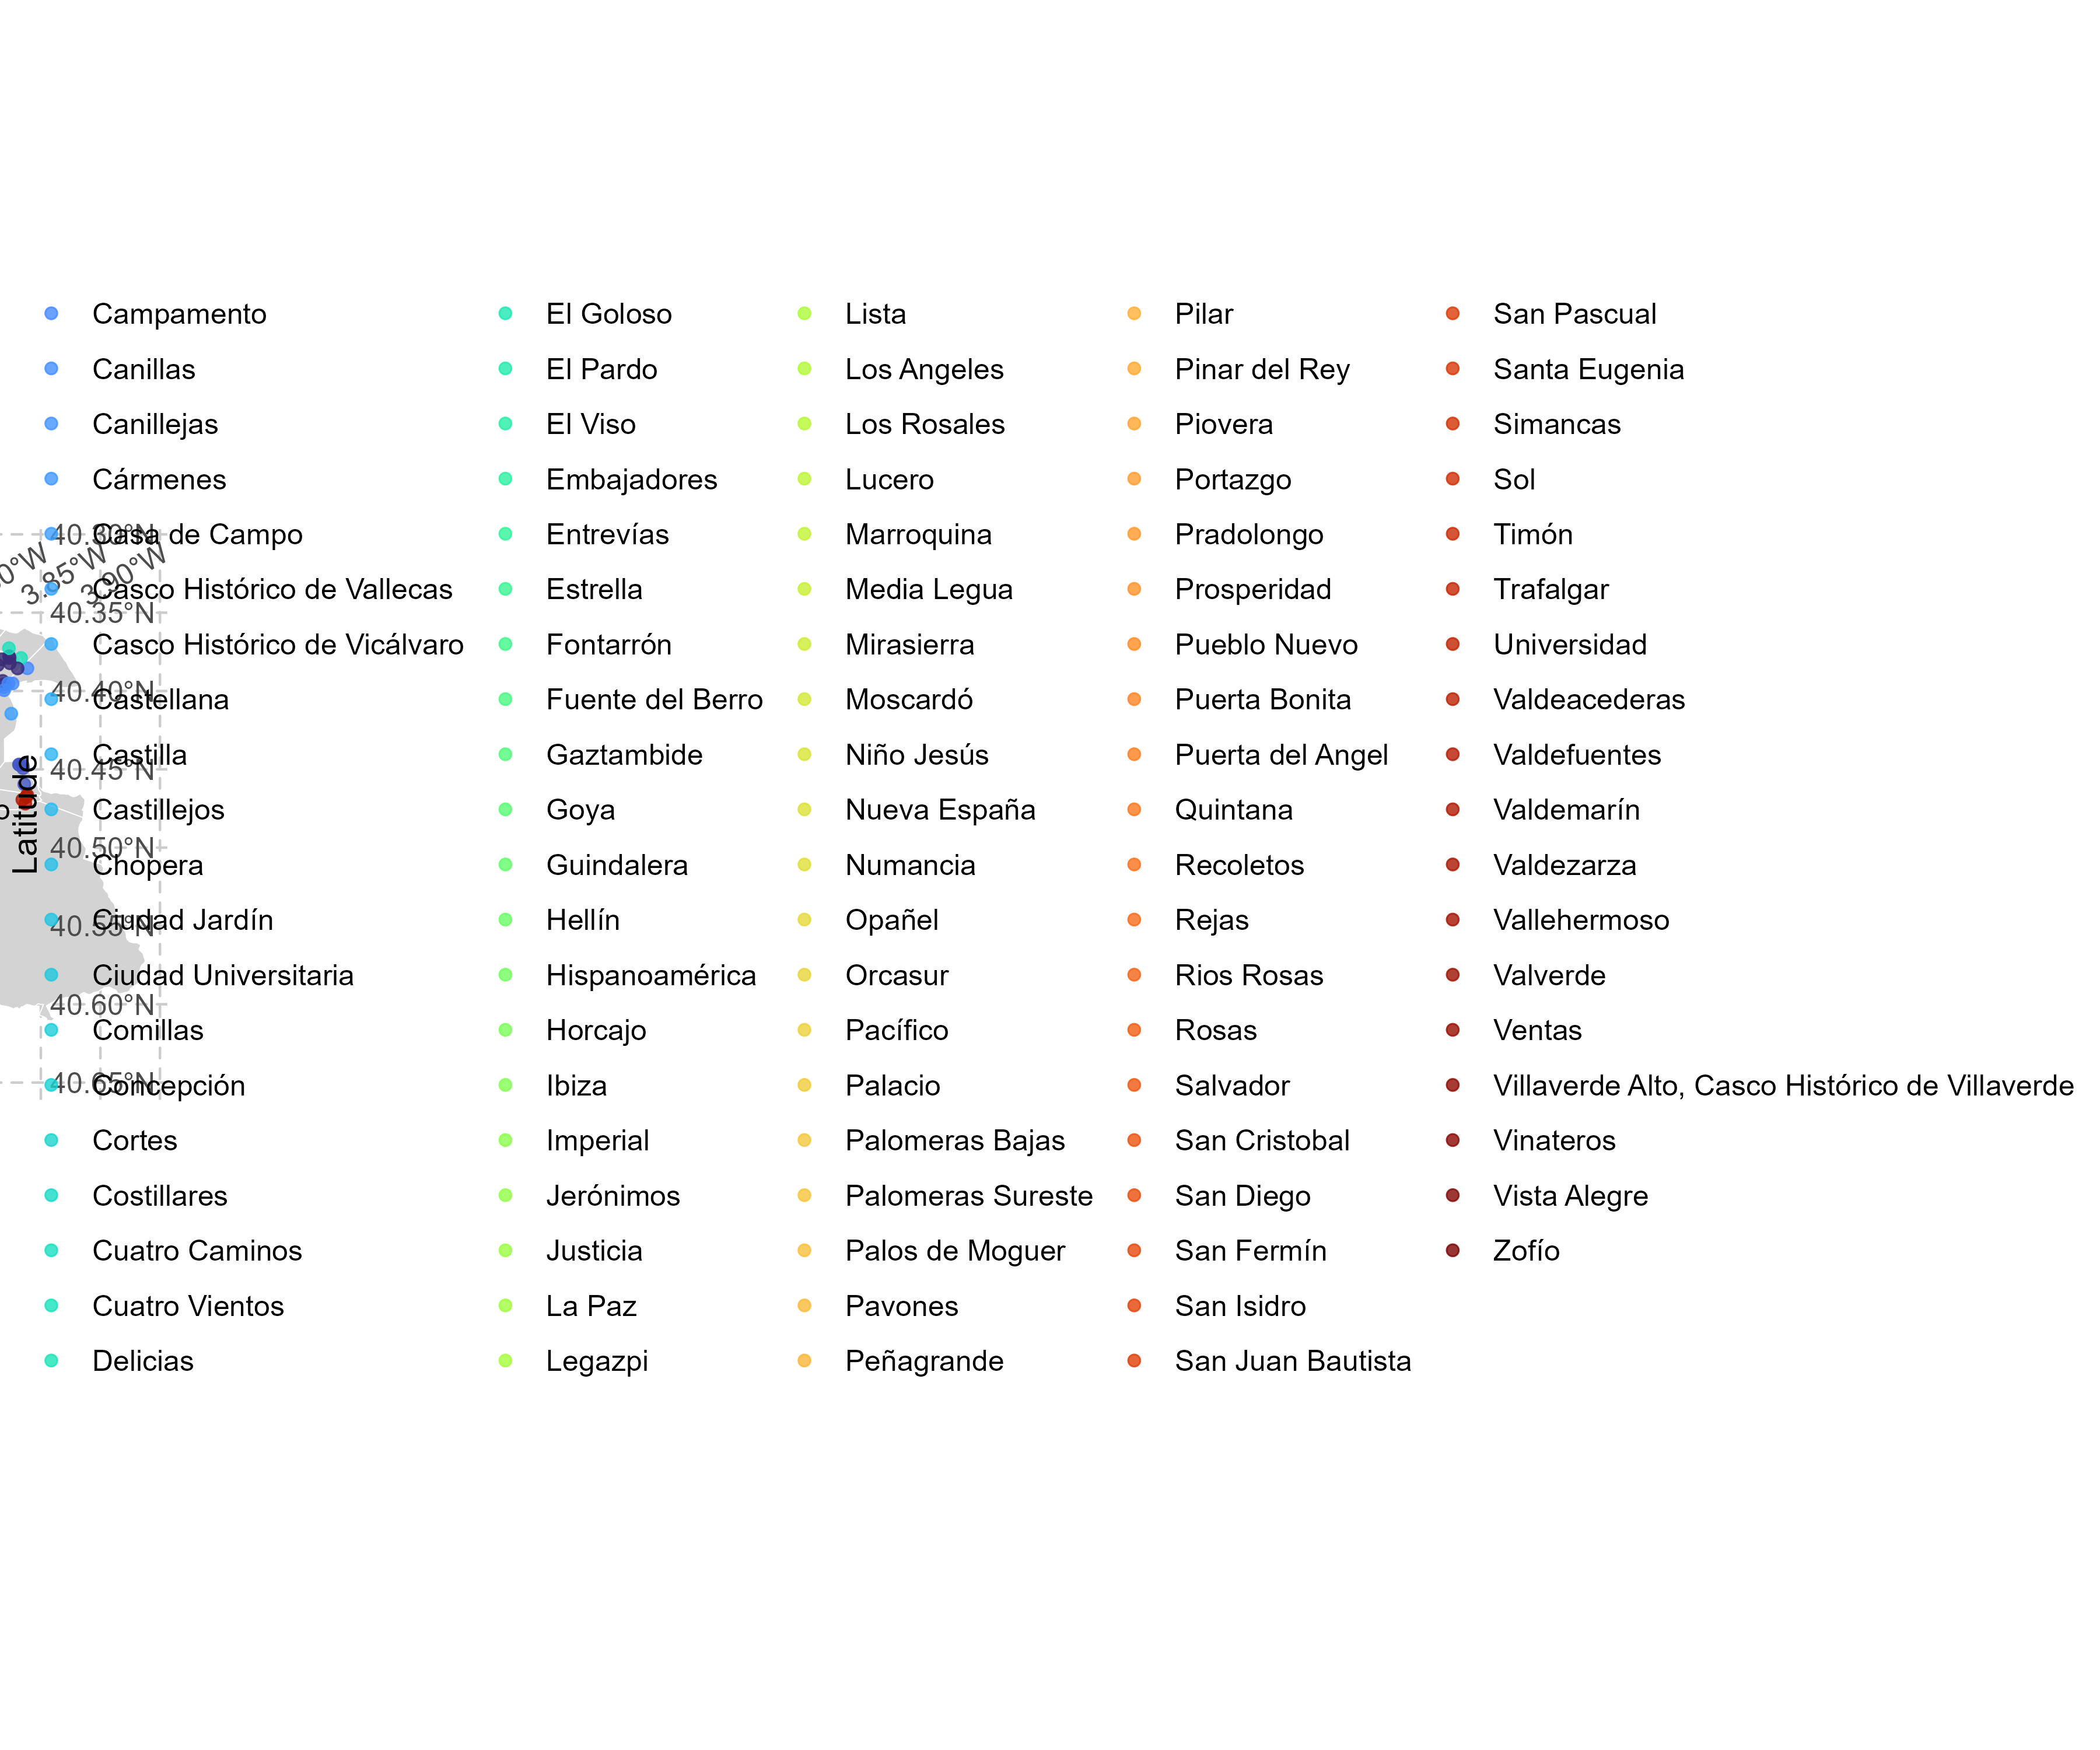 Campamento
Canillas
Canillejas
Cármenes
Casa de Campo
Casco Histórico de Vallecas
Casco Histórico de Vicálvaro
Castellana
Castilla
Castillejos
Chopera
Ciudad Jardín
Ciudad Universitaria
Comillas
Concepción
Cortes
Costillares
Cuatro Caminos
Cuatro Vientos
Delicias
El Goloso
El Pardo
El Viso
Embajadores
Entrevías
Estrella
Fontarrón
Fuente del Berro
Gaztambide
Goya
Guindalera
Hellín
Hispanoamérica
Horcajo
Ibiza
Imperial
Jerónimos
Justicia
La Paz
Legazpi
Lista
Los Angeles
Los Rosales
Lucero
Marroquina
Media Legua
Mirasierra
Moscardó
Niño Jesús
Nueva España
Numancia
Opañel
Orcasur
Pacífico
Palacio
Palomeras Bajas
Palomeras Sureste
Palos de Moguer
Pavones
Peñagrande
Pilar
Pinar del Rey
Piovera
Portazgo
Pradolongo
Prosperidad
Pueblo Nuevo
Puerta Bonita
Puerta del Angel
Quintana
Recoletos
Rejas
Rios Rosas
Rosas
Salvador
San Cristobal
San Diego
San Fermín
San Isidro
San Juan Bautista
San Pascual
Santa Eugenia
Simancas
Sol
Timón
Trafalgar
Universidad
Valdeacederas
Valdefuentes
Valdemarín
Valdezarza
Vallehermoso
Valverde
Ventas
Villaverde Alto, Casco Histórico de Villaverde
Vinateros
Vista Alegre
Zofío
40.30°N
40.35°N
40.40°N
40.45°N
40.50°N
40.55°N
40.60°N
40.65°N
3.85°W
3.90°W
Latitude